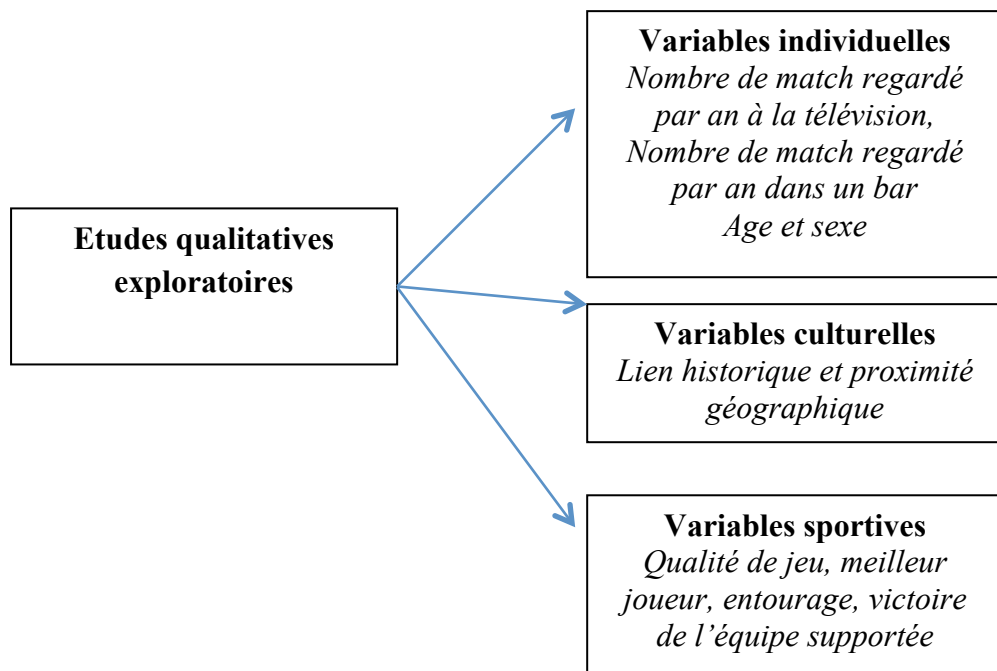 Etudes qualitatives
exploratoires
Variables individuelles
Nombre de match regardé
par an à la télévision,
Nombre de match regardé
par an dans un bar
Age et sexe
Variables culturelles
Lien historique et proximité
géographique
Variables sportives
Qualité de jeu, meilleur
joueur, entourage, victoire
de l’équipe supportée